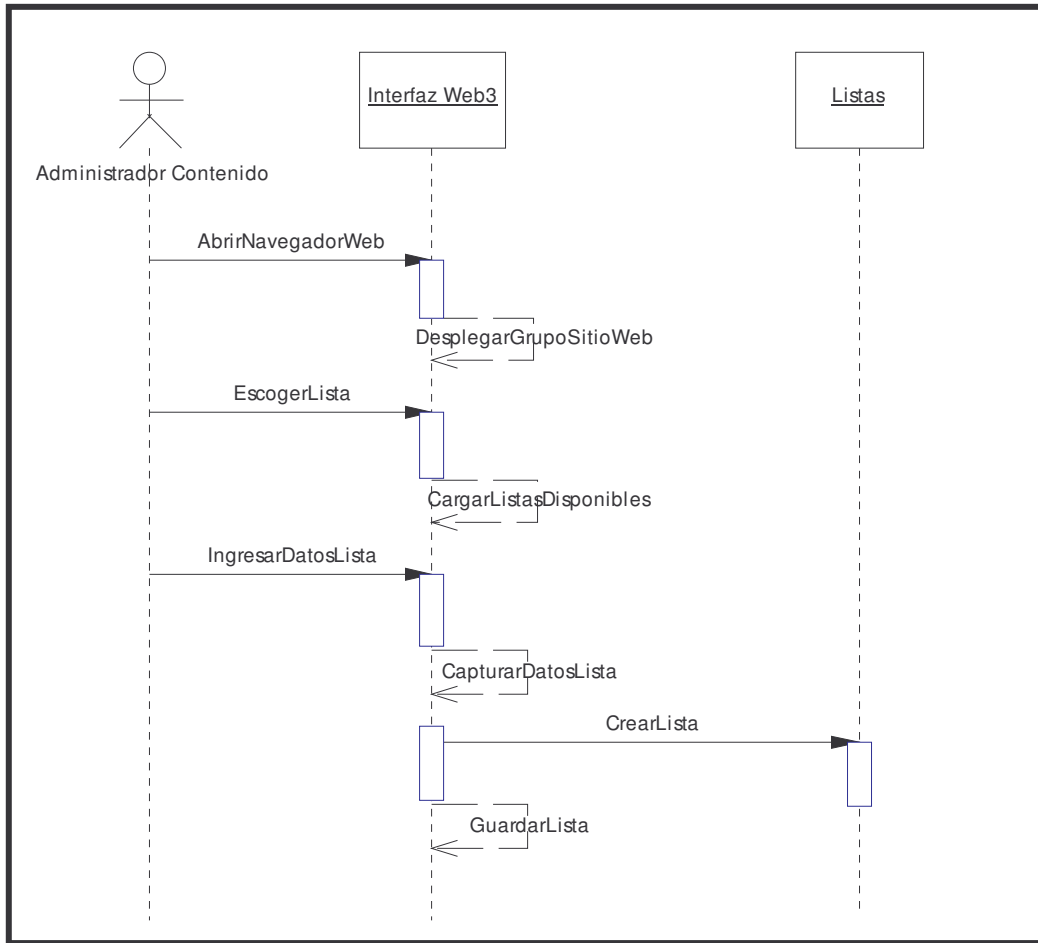 Interfaz Web3
Listas
Administrador Contenido
AbrirNavegadorWeb
DesplegarGrupoSitioWeb
EscogerLista
CargarListasDisponibles
IngresarDatosLista
CapturarDatosLista
CrearLista
GuardarLista